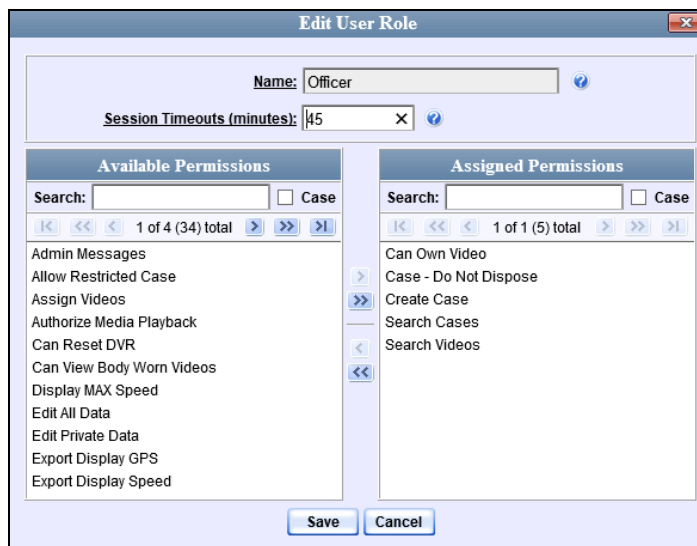 Edit User Role
Name: Officer
Session Timeouts (minutes): 45
Available Permissions
Search: Case
1 of 4 (34) total
Admin Messages
Allow Restricted Case
Assign Videos
Authorize Media Playback
Can Reset DVR
Can View Body Worn Videos
Display MAX Speed
Edit All Data
Edit Private Data
Export Display GPS
Export Display Speed
Assigned Permissions
Search: Case
1 of 1 (5) total
Can Own Video
Case - Do Not Dispose
Create Case
Search Cases
Search Videos
Save Cancel